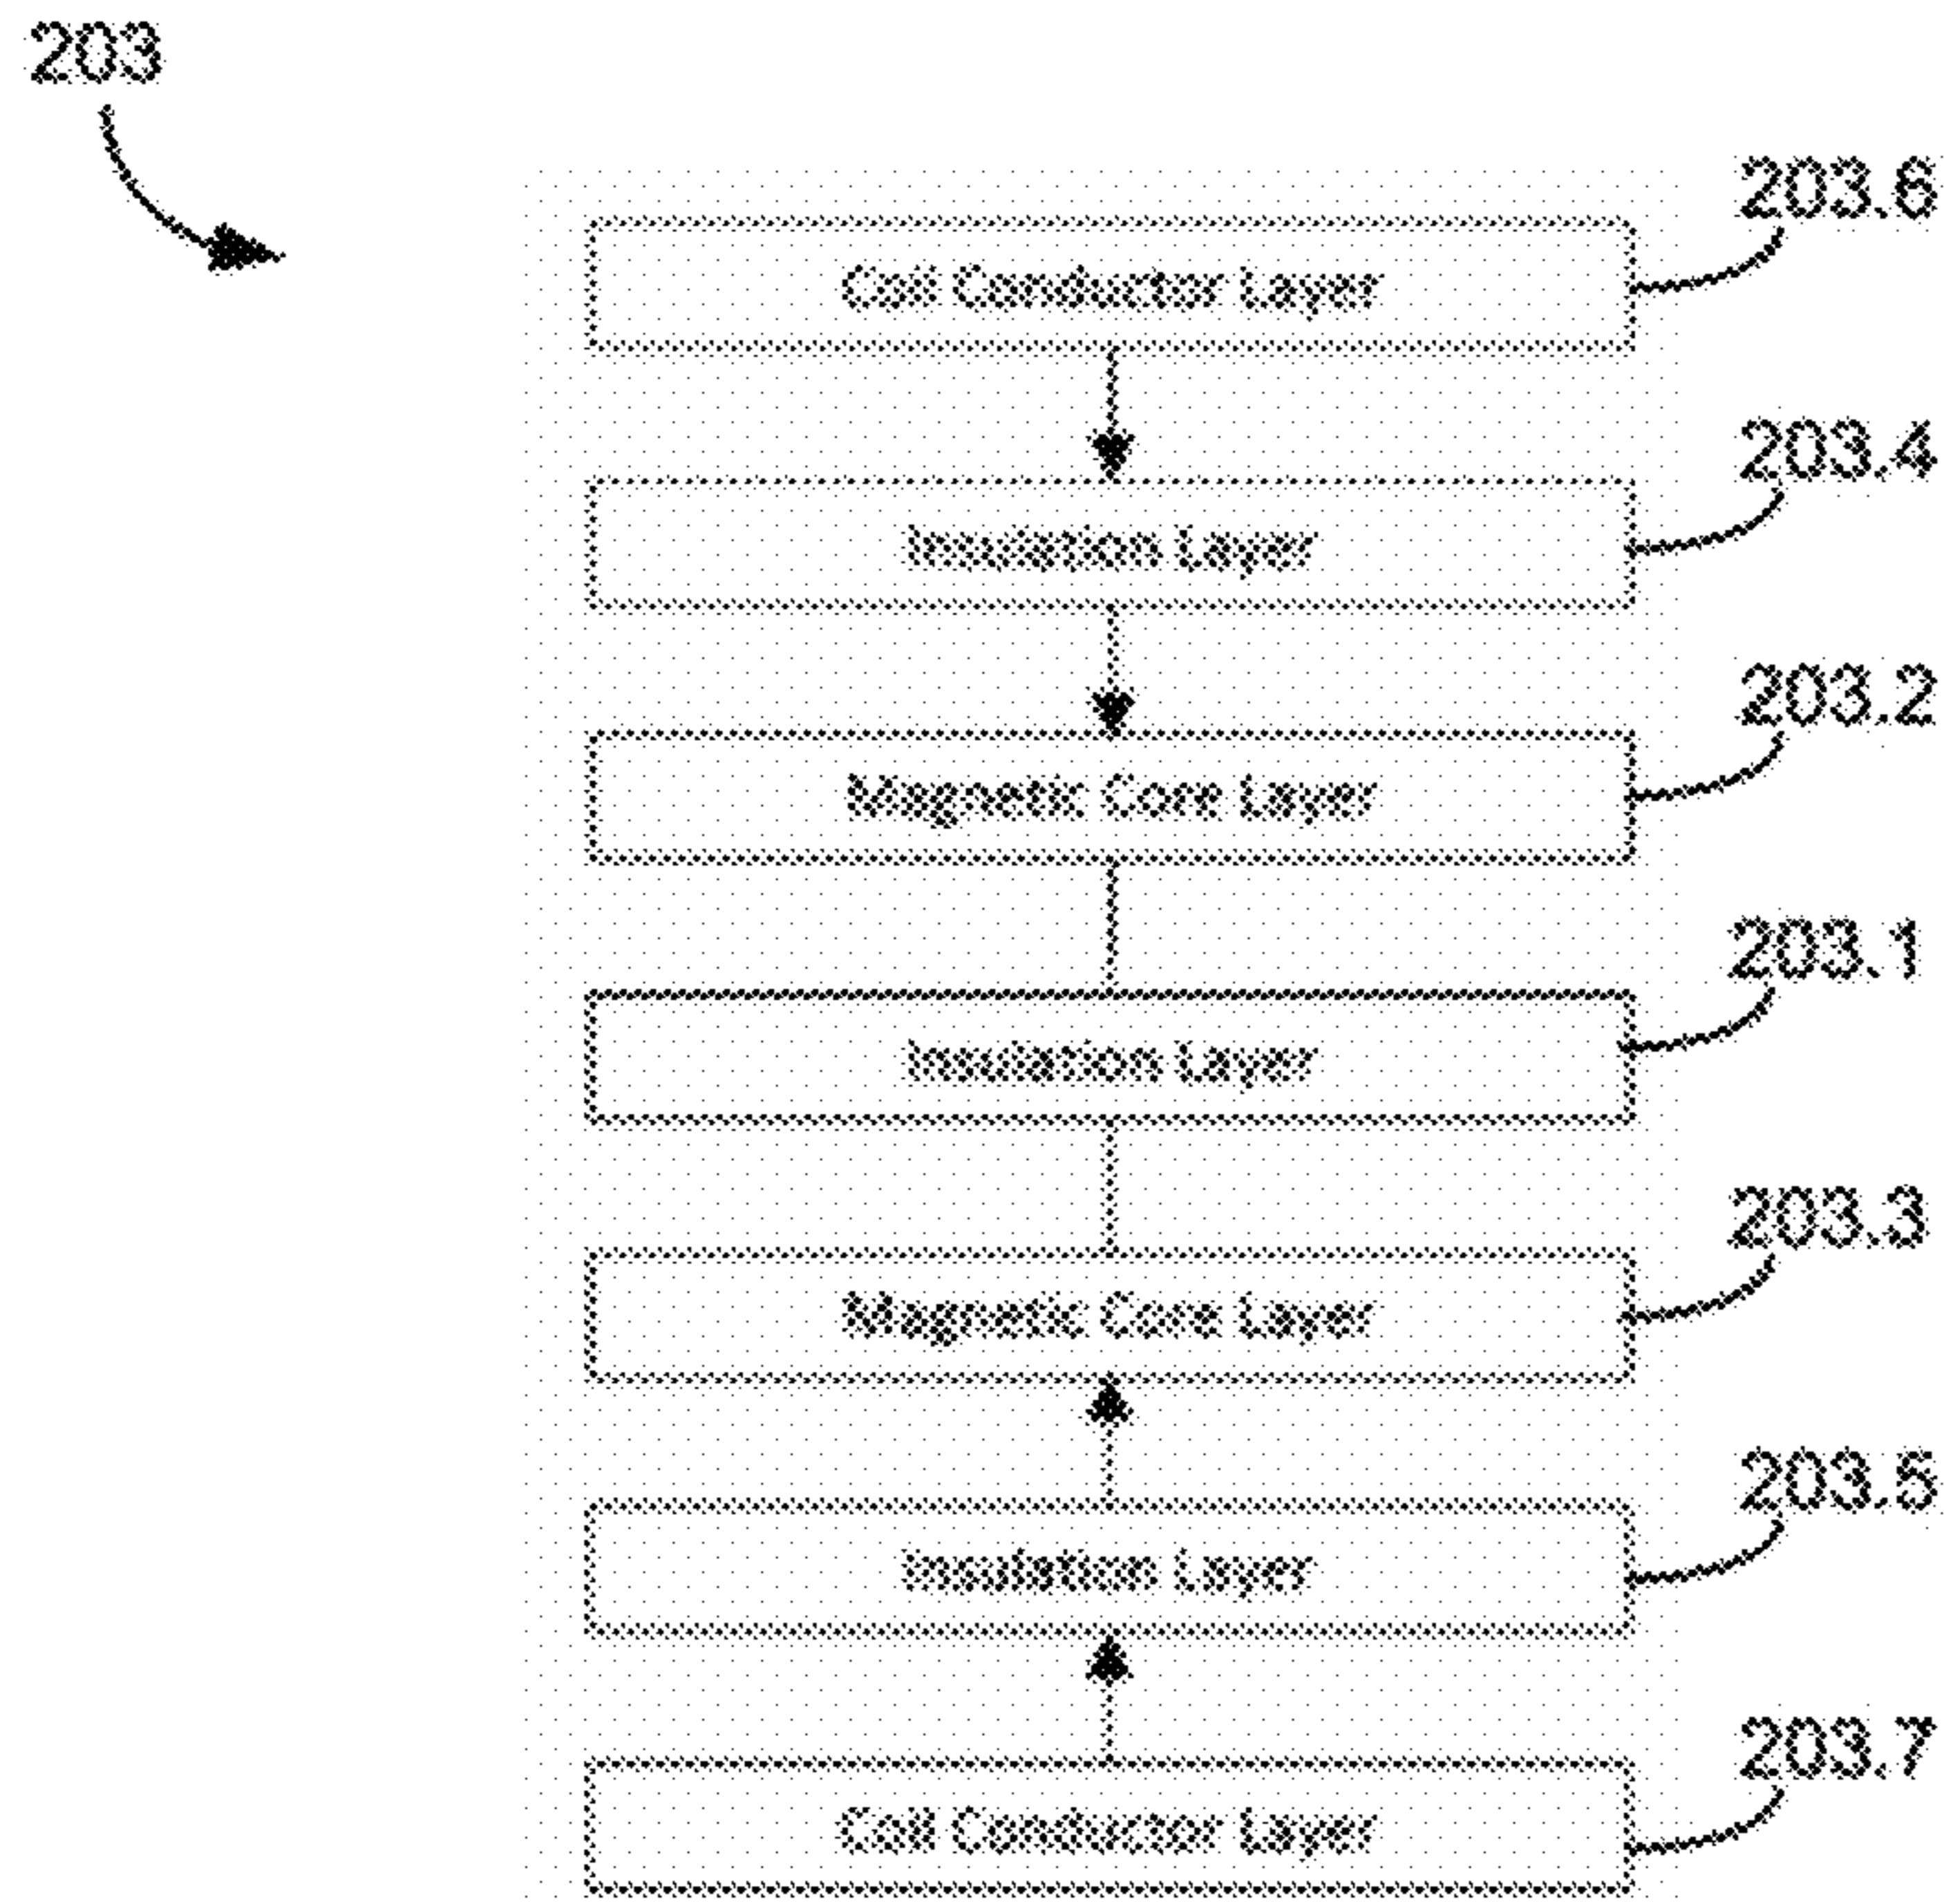 203
203.6
Coil Conductor Layer
203.4
Insulation Layer
203.2
Magnetic Core Layer
203.1
Insulation Layer
203.3
Magnetic Core Layer
203.5
Insulation Layer
203.7
Coil Conductor Layer